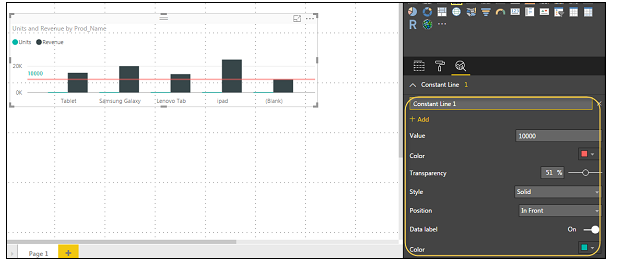 Units and Revenue by Prod_Name
Units Revenue
20K
10000
0K
Tablet Samsung Galaxy Lenovo Tab Ipad (Blank)
Page 1 +
R ...
Constant Line 1
Constant Line 1
+ Add
Value 10000
Color
Transparency 51 %
Style Solid
Position In Front
Data label On
Color